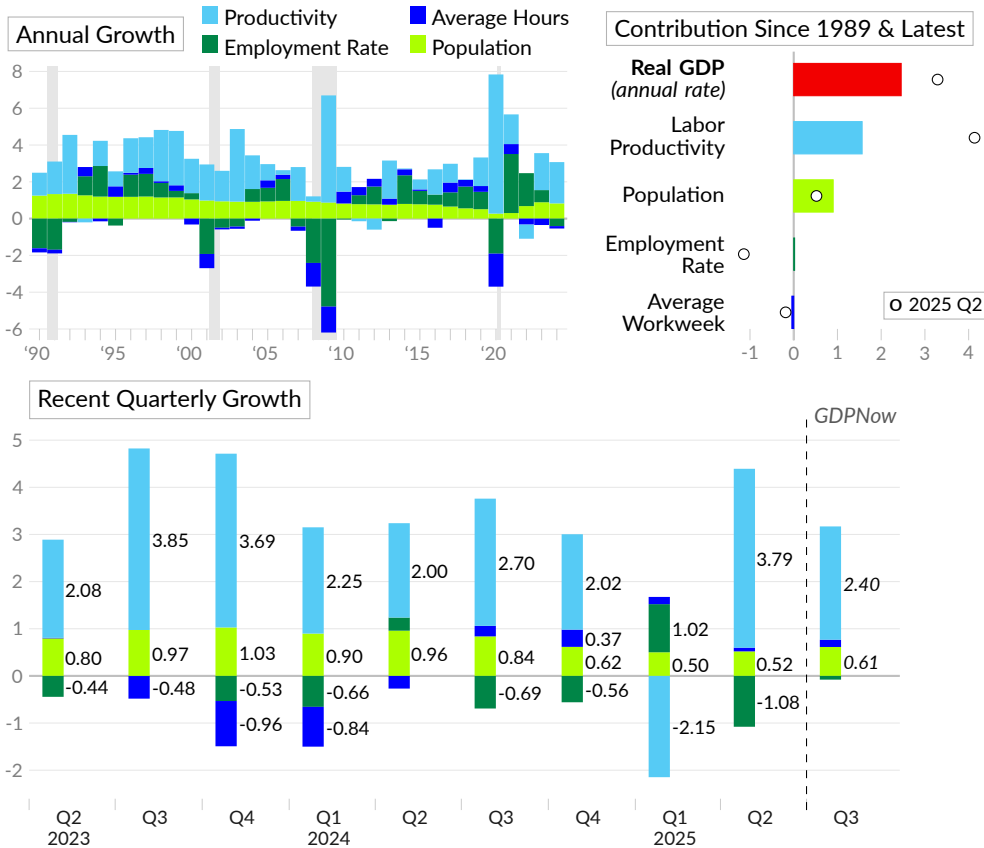 Annual Growth
Productivity
Average Hours
Employment Rate
Population
8
6
4
2
0
-2
-4
-6
‘90
‘95
‘00
‘05
‘10
‘15
‘20
Contribution Since 1989 & Latest
Real GDP
(annual rate)
Labor
Productivity
Population
Employment
Rate
Average
Workweek
2025 Q2
-1
0
1
2
3
4
Recent Quarterly Growth
GDPNow
5
4
3
2
1
0
-1
-2
2.08
0.80
-0.44
3.85
0.97
-0.48
3.69
1.03
-0.53
-0.96
2.25
0.90
-0.66
-0.84
2.00
0.96
2.70
0.84
-0.69
2.02
0.37
0.62
-0.56
1.02
0.50
-2.15
3.79
0.52
-1.08
2.40
0.61
Q2
2023
Q3
Q4
Q1
2024
Q2
Q3
Q4
Q1
2025
Q2
Q3